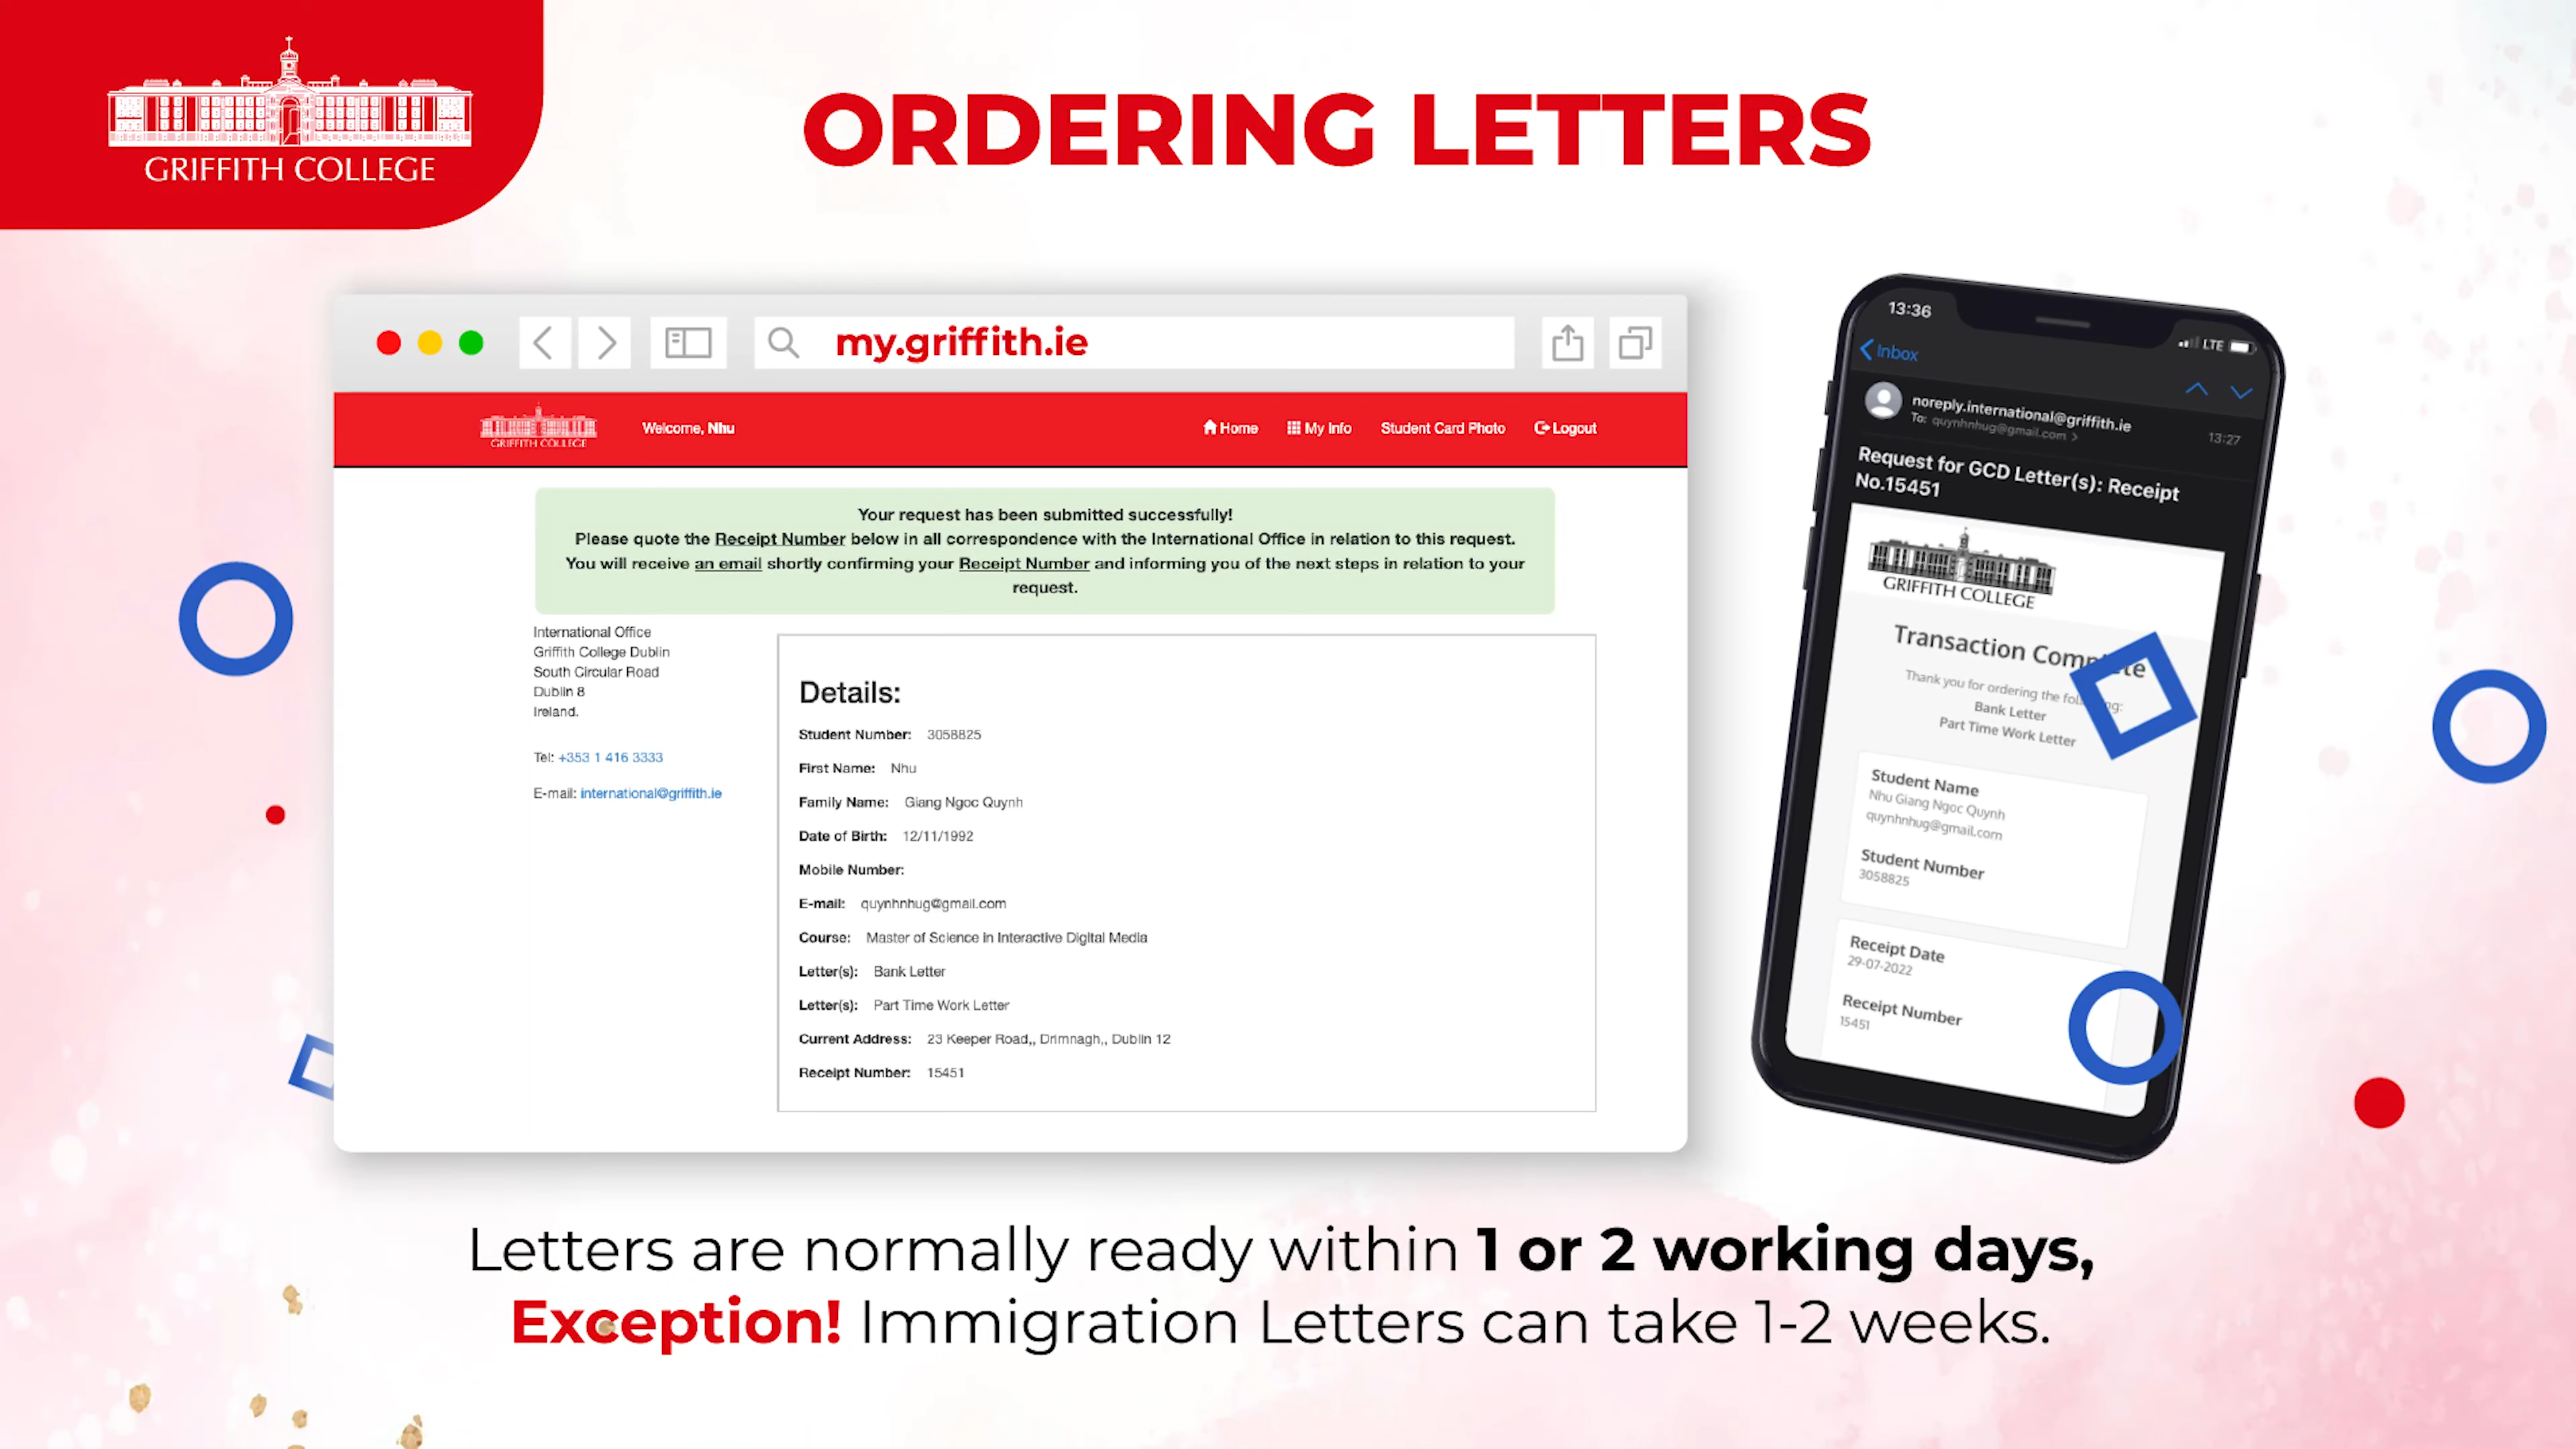 GRIFFITH COLLEGE
ORDERING LETTERS
my.griffith.ie
GRIFFITH COLLEGE
Welcome, Nhu
Home
My Info
Student Card Photo
Logout
Your request has been submitted successfully!
Please quote the Receipt Number below in all correspondence with the International Office in relation to this request.
You will receive an email shortly confirming your Receipt Number and informing you of the next steps in relation to your
request.
International Office
Griffith College Dublin
South Circular Road
Dublin 8
Ireland.
Tel: +353 1 416 3333
E-mail: international@griffith.ie
Details:
Student Number: 3058825
First Name: Nhu
Family Name: Giang Ngoc Quynh
Date of Birth: 12/11/1992
Mobile Number:
E-mail: quynhnhug@gmail.com
Course: Master of Science in Interactive Digital Media
Letter(s): Bank Letter
Letter(s): Part Time Work Letter
Current Address: 23 Keeper Road,, Drimnagh,, Dublin 12
Receipt Number: 15451
13:36
LTE
Inbox
noreply.international@griffith.ie
To: quynhnhug@gmail.com
13:27
Request for GCD Letter(s): Receipt
No.15451
GRIFFITH COLLEGE
Transaction Complete
Thank you for ordering the following:
Bank Letter
Part Time Work Letter
Student Name
Nhu Giang Ngoc Quynh
quynhnhug@gmail.com
Student Number
3058825
Receipt Date
29-07-2022
Receipt Number
15451
Letters are normally ready within 1 or 2 working days,
Exception! Immigration Letters can take 1-2 weeks.